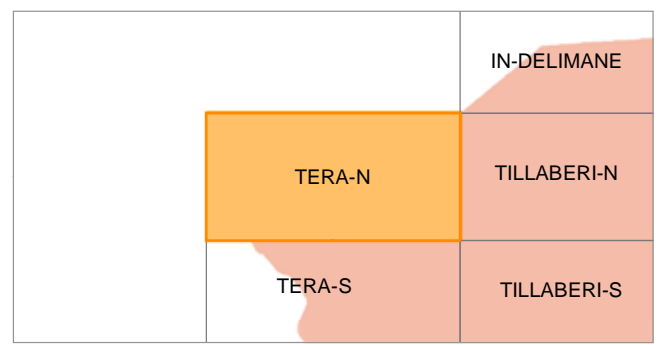 IN-DELIMANE
TERA-N
TILLABERI-N
TERA-S
TILLABERI-S